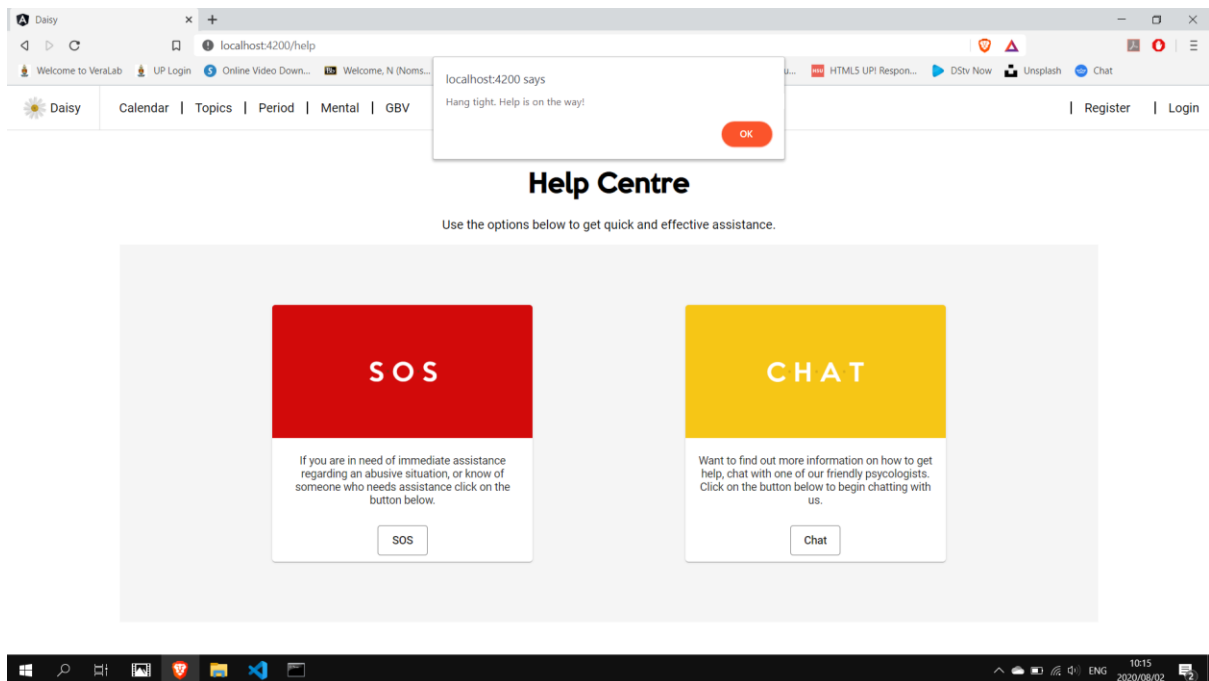 Daisy
localhost:4200/help
Welcome to VeraLab
UP Login
Online Video Down...
Welcome, N (Noms...
HTML5 UP! Respon...
DStv Now
Unsplash
Chat
localhost:4200 says
Hang tight. Help is on the way!
OK
Daisy
Calendar | Topics | Period | Mental | GBV
| Register | Login
Help Centre
Use the options below to get quick and effective assistance.
SOS
If you are in need of immediate assistance
regarding an abusive situation, or know of
someone who needs assistance click on the
button below.
SOS
CHAT
Want to find out more information on how to get
help, chat with one of our friendly psycologists.
Click on the button below to begin chatting with
us.
Chat
ENG
10:15
2020/08/02